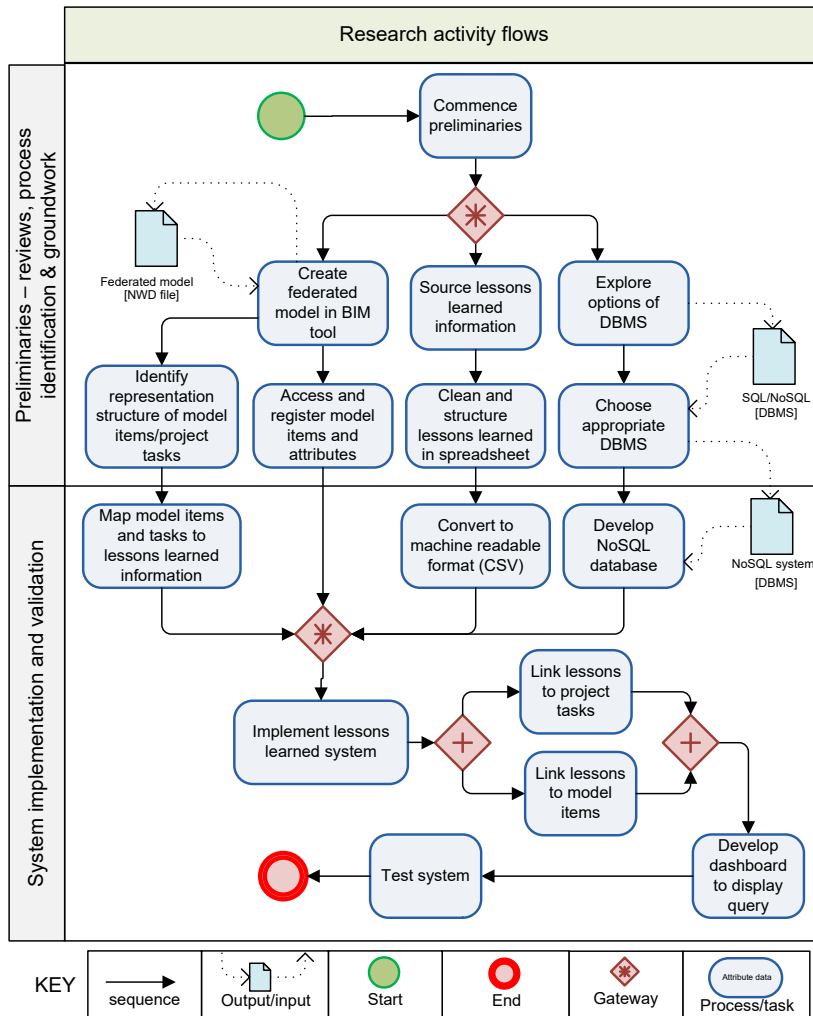 Research activity flows
Preliminaries – reviews, process
identification & groundwork
Commence
preliminaries
Federated model
[NWD file]
Create
federated
model in BIM
tool
Source lessons
learned
information
Explore
options of
DBMS
SQL/NoSQL
[DBMS]
Identify
representation
structure of model
items/project
tasks
Access and
register model
items and
attributes
Clean and
structure
lessons learned
in spreadsheet
Choose
appropriate
DBMS
System implementation and validation
Map model items
and tasks to
lessons learned
information
Convert to
machine readable
format (CSV)
Develop
NoSQL
database
NoSQL system
[DBMS]
Implement lessons
learned system
Link lessons
to project
tasks
Link lessons
to model
items
Develop
dashboard
to display
query
Test system
KEY
sequence
Output/input
Start
End
Gateway
Attribute data
Process/task